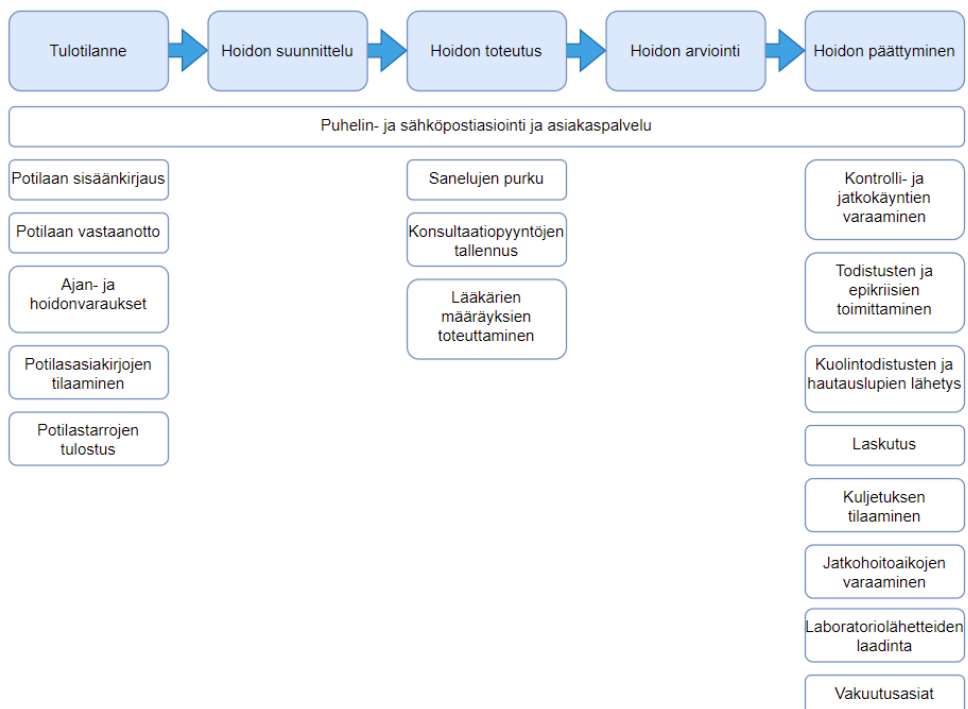 Tulotilanne
Hoidon suunnittelu
Hoidon toteutus
Hoidon arviointi
Hoidon päättyminen
Puhelin- ja sähköpostiasiointi ja asiakaspalvelu
Potilaan sisäänkirjaus
Potilaan vastaanotto
Ajan- ja
hoidonvaraukset
Potilasasiakirjojen
tilaaminen
Potilastarrojen
tulostus
Sanelujen purku
Konsultaatiopyyntöjen
tallennus
Lääkärien
määräyksien
toteuttaminen
Kontrolli- ja
jatkokäyntien
varaaminen
Todistusten ja
epikriisien
toimittaminen
Kuolintodistusten ja
hautauslupien lähetys
Laskutus
Kuljetuksen
tilaaminen
Jatkohoitoaikojen
varaaminen
Laboratoriolähetteiden
laadinta
Vakuutusasiat